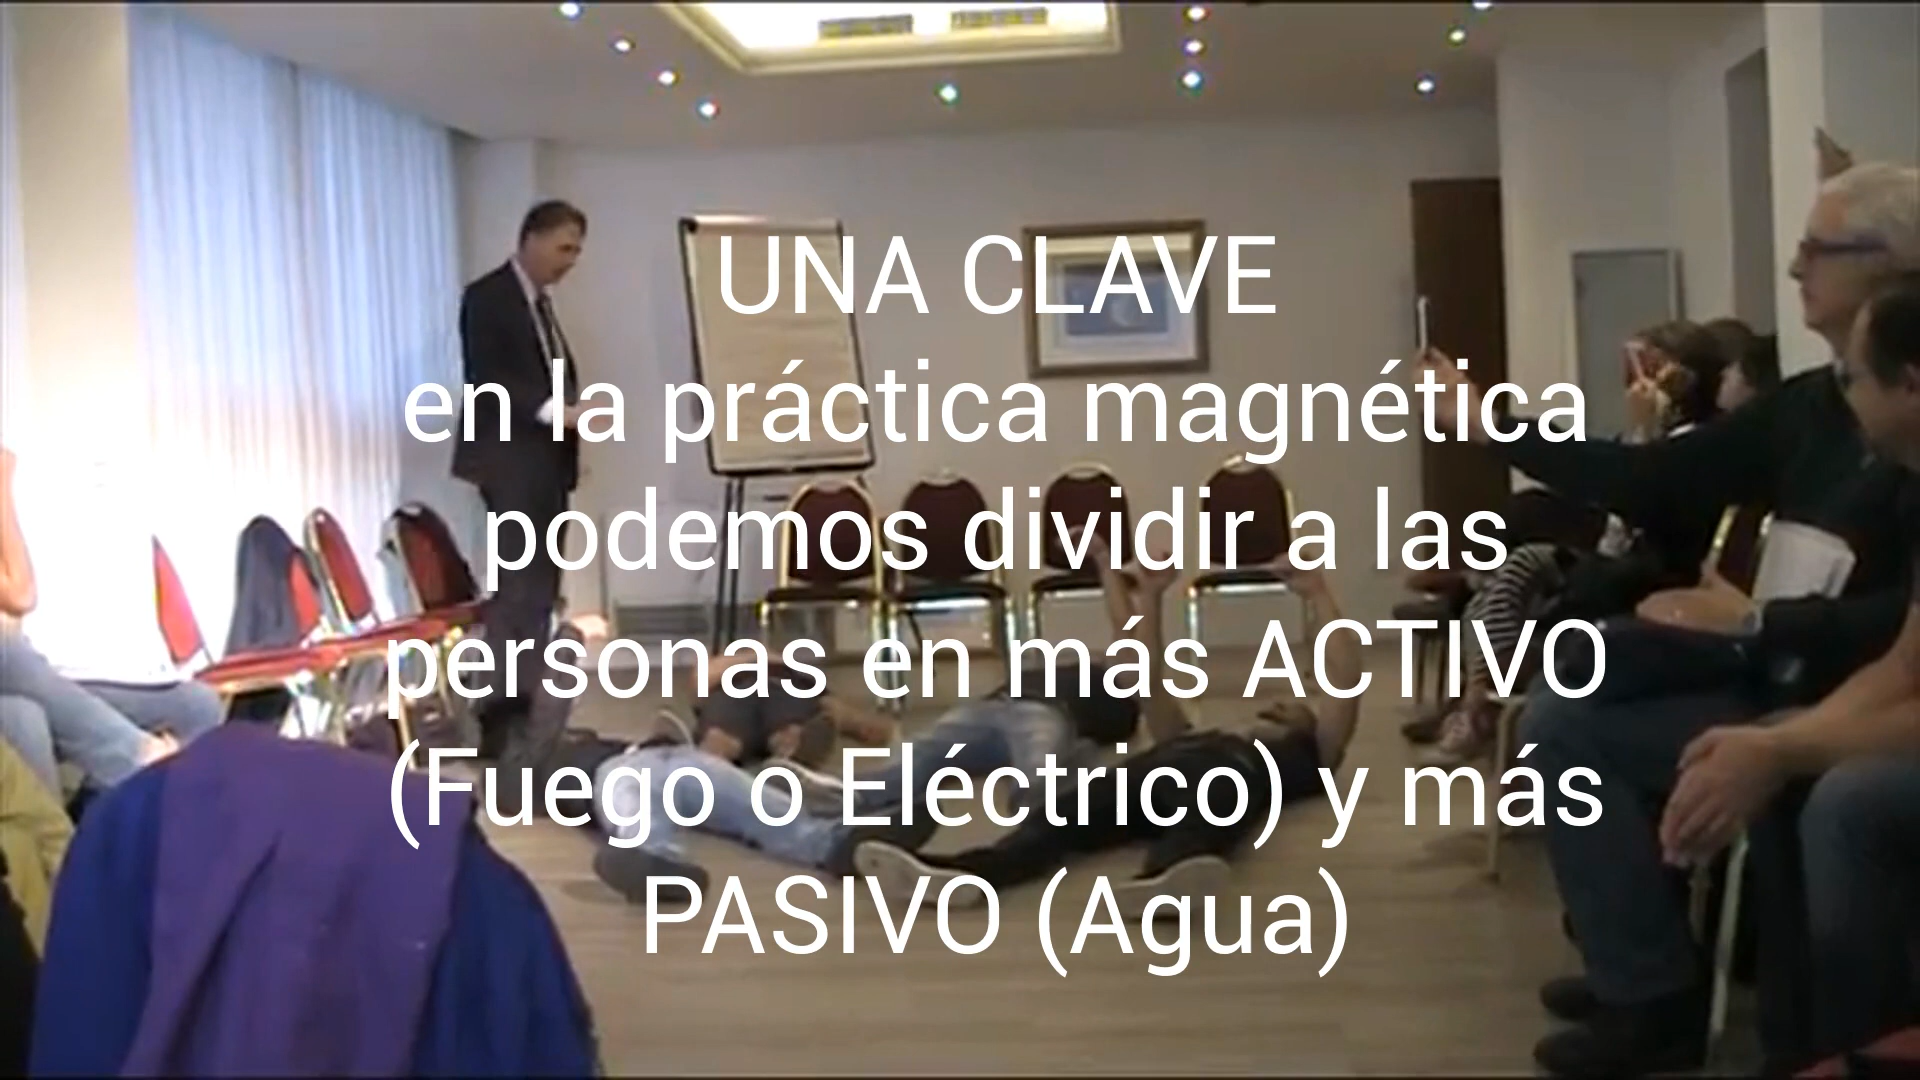 UNA CLAVE
en la práctica magnética
podemos dividir a las
personas en más ACTIVO
(Fuego o Eléctrico) y más
PASIVO (Agua)